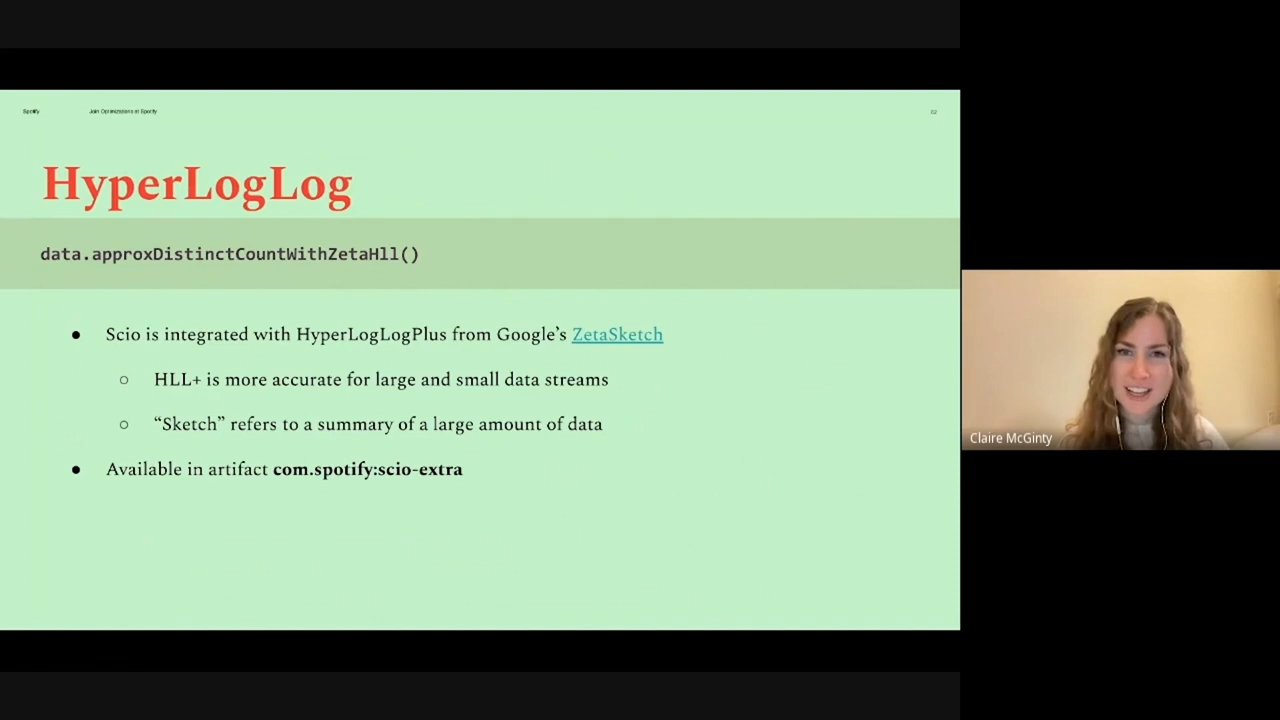 Spotify
Join Optimizations at Spotify
HyperLogLog
data.approxDistinctCountWithZetaHll()
● Scio is integrated with HyperLogLogPlus from Google’s ZetaSketch
○ HLL+ is more accurate for large and small data streams
○ “Sketch” refers to a summary of a large amount of data
● Available in artifact com.spotify:scio-extra
Claire McGinty